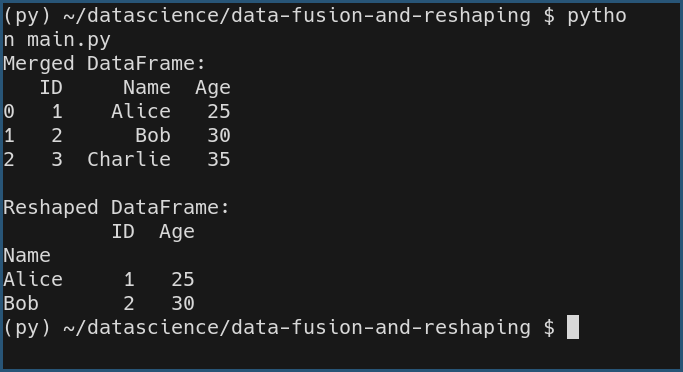 (py) ~/datascience/data-fusion-and-reshaping $ pytho
n main.py
Merged DataFrame:
   ID     Name  Age
0   1    Alice   25
1   2      Bob   30
2   3  Charlie   35

Reshaped DataFrame:
         ID  Age
Name
Alice     1   25
Bob       2   30
(py) ~/datascience/data-fusion-and-reshaping $